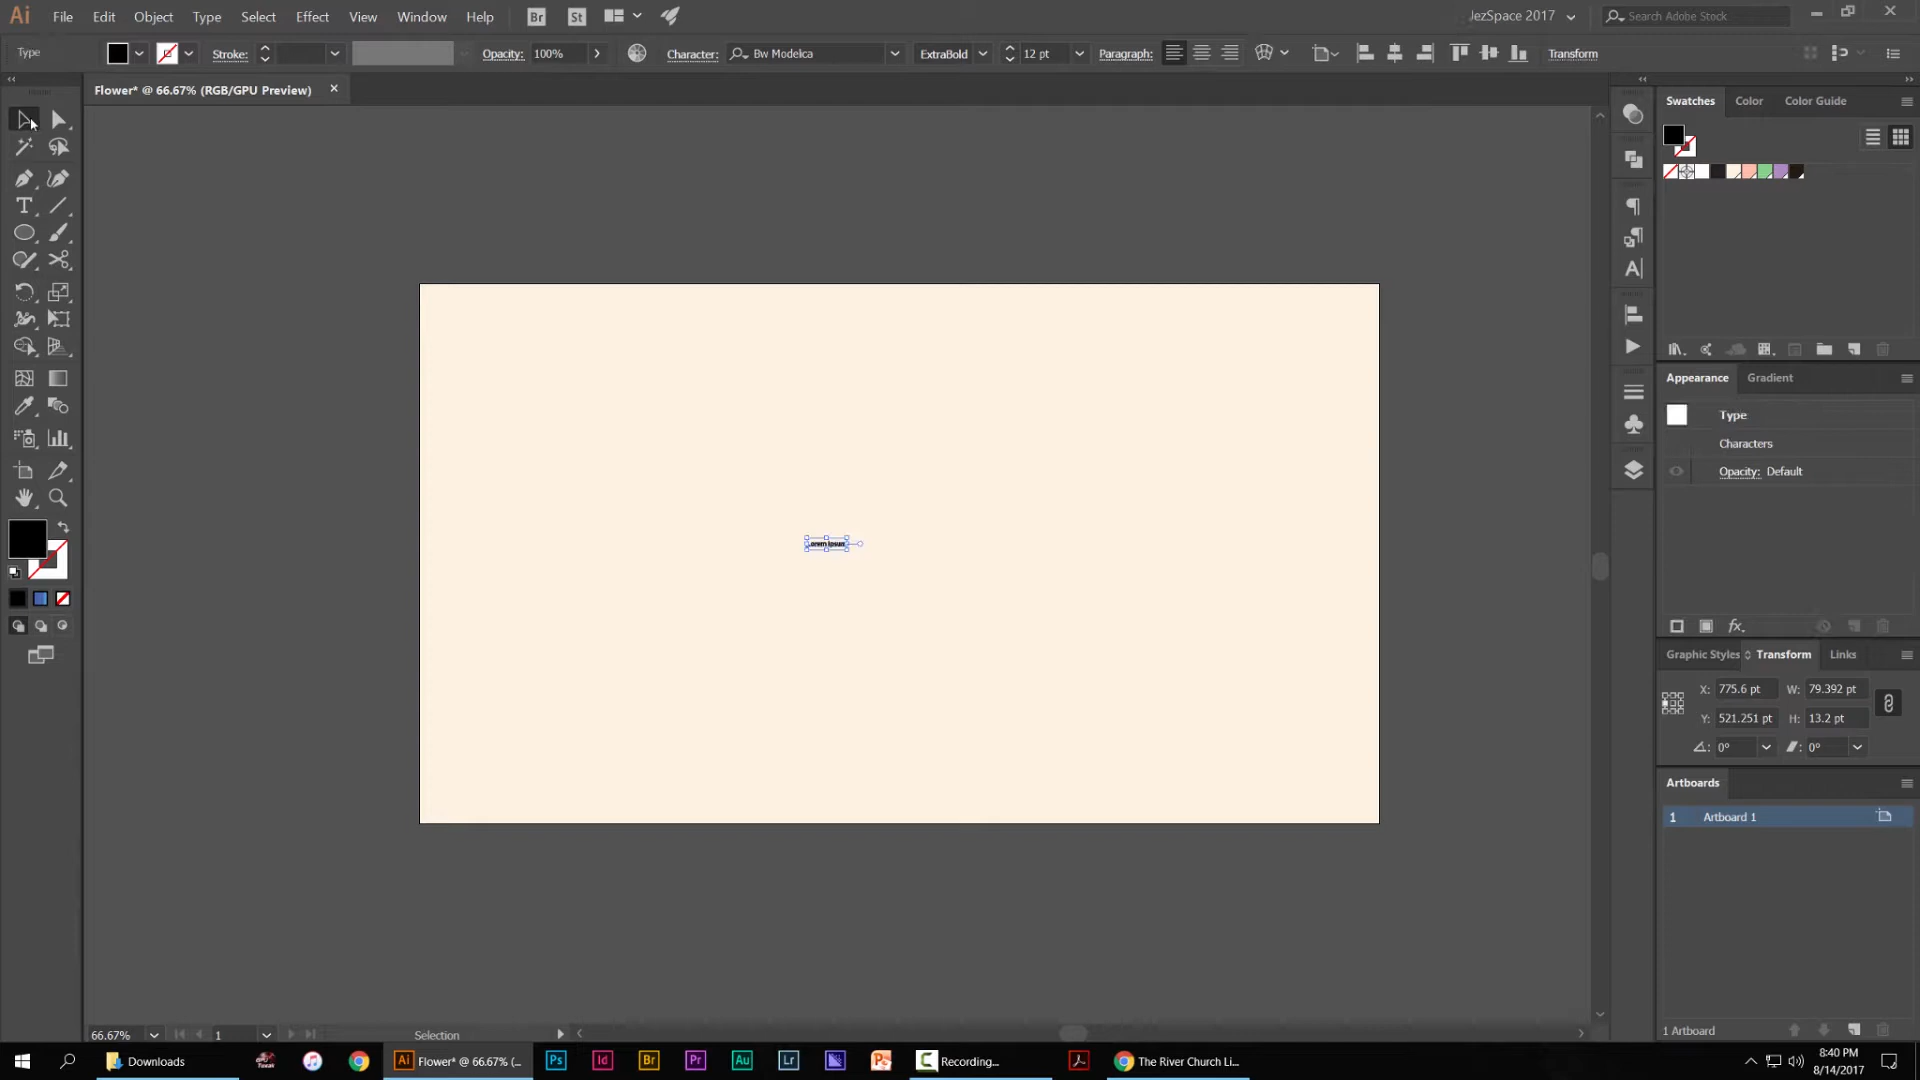 Ai File Edit Object Type Select Effect View Window Help Br St JezSpace 2017 Search Adobe Stock
Type Stroke: Opacity: 100% Character: Bw Modelica ExtraBold 12 pt Paragraph: Transform
Flower* @ 66.67% (RGB/GPU Preview)
Swatches Color Color Guide
Appearance Gradient
Type
Characters
Opacity: Default
Lorem ipsum
fx
Graphic Styles Transform Links
X: 775.6 pt W: 79.392 pt
Y: 521.251 pt H: 13.2 pt
0° 0°
Artboards
1 Artboard 1
66.67% 1 Selection
1 Artboard
Downloads Ai Flower* @ 66.67% (... Ps Id Br Pr Au Lr Recording... The River Church Li...
8:40 PM
8/14/2017